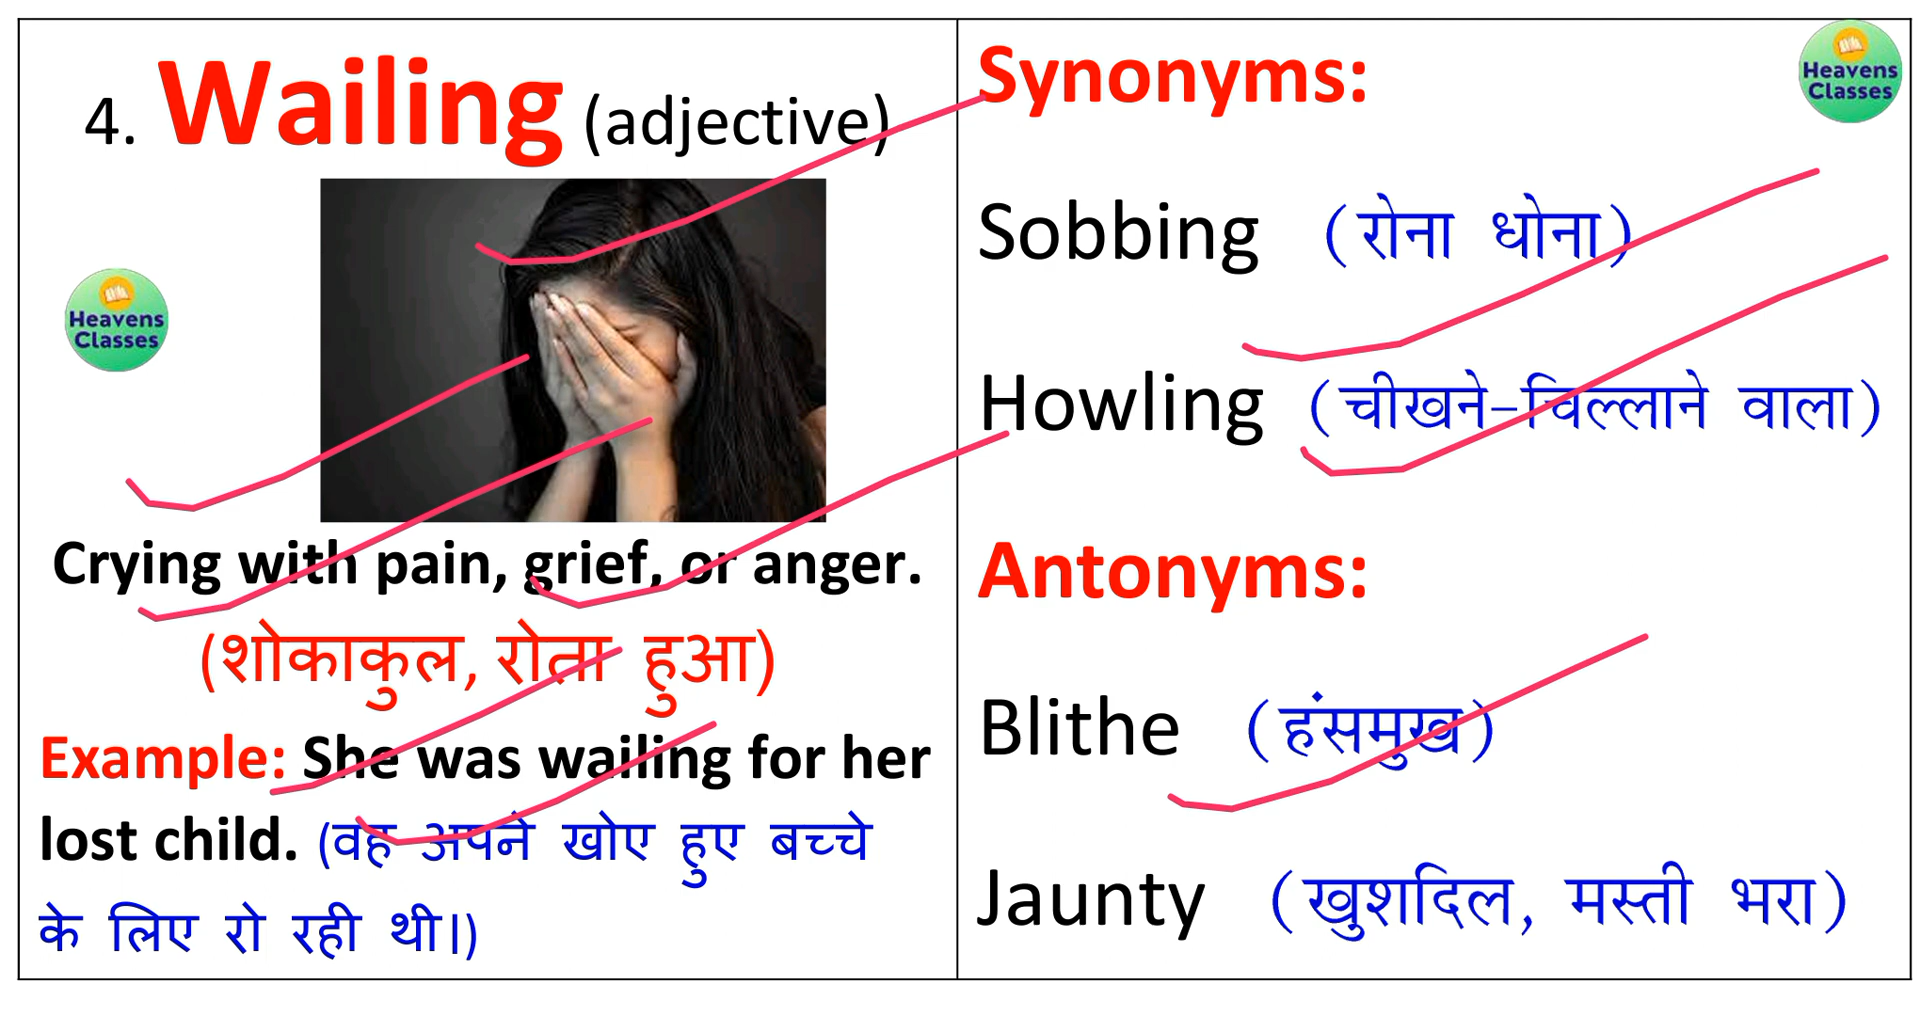 4. Wailing (adjective)
Heavens
Classes
Crying with pain, grief, or anger.
(शोकाकुल, रोता हुआ)
Example: She was wailing for her
lost child. (वह अपने खोए हुए बच्चे
के लिए रो रही थी।)
Synonyms:
Heavens
Classes
Sobbing (रोना धोना)
Howling (चीखने-चिल्लाने वाला)
Antonyms:
Blithe (हंसमुख)
Jaunty (खुशदिल, मस्ती भरा)